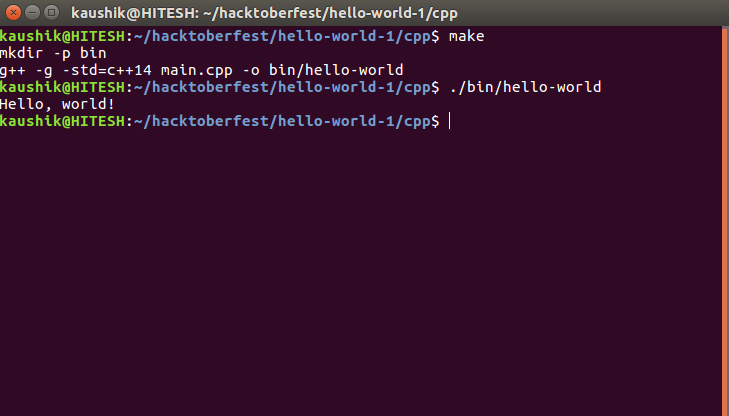 kaushik@HITESH: ~/hacktoberfest/hello-world-1/cpp
kaushik@HITESH:~/hacktoberfest/hello-world-1/cpp$ make
mkdir -p bin
g++ -g -std=c++14 main.cpp -o bin/hello-world
kaushik@HITESH:~/hacktoberfest/hello-world-1/cpp$ ./bin/hello-world
Hello, world!
kaushik@HITESH:~/hacktoberfest/hello-world-1/cpp$